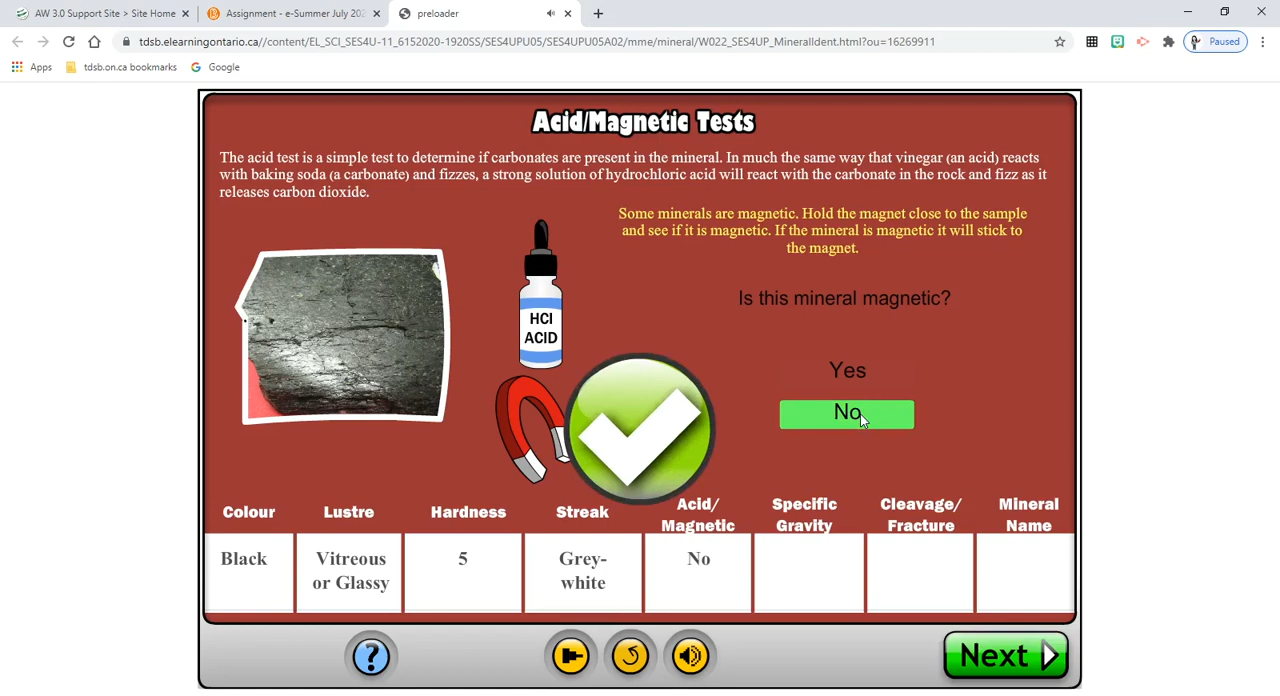 AW 3.0 Support Site > Site Home
Assignment - e-Summer July 202
preloader
tdsb.elearningontario.ca//content/EL_SCI_SES4U-11_6152020-1920SS/SES4UPU05/SES4UPU05A02/mme/mineral/W022_SES4UP_MineralIdent.html?ou=16269911
Paused
Apps
tdsb.on.ca bookmarks
Google
Acid/Magnetic Tests
The acid test is a simple test to determine if carbonates are present in the mineral. In much the same way that vinegar (an acid) reacts
with baking soda (a carbonate) and fizzes, a strong solution of hydrochloric acid will react with the carbonate in the rock and fizz as it
releases carbon dioxide.
Some minerals are magnetic. Hold the magnet close to the sample
and see if it is magnetic. If the mineral is magnetic it will stick to
the magnet.
HCl
ACID
Is this mineral magnetic?
Yes
No
Colour
Lustre
Hardness
Streak
Acid/
Magnetic
Specific
Gravity
Cleavage/
Fracture
Mineral
Name
Black
Vitreous
or Glassy
5
Grey-
white
No
?
Next